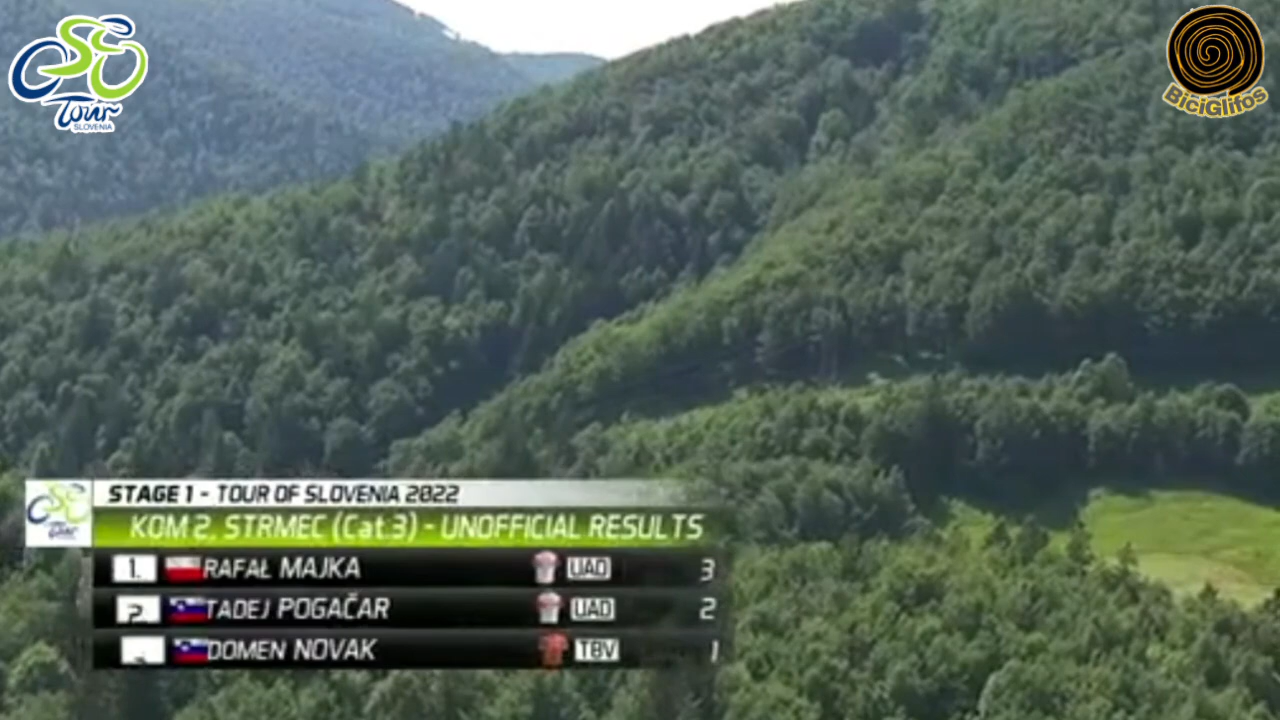 Tour
SLOVENIA
BiciGlifos
STAGE 1 - TOUR OF SLOVENIA 2022
KOM 2, STRMEC (Cat.3) - UNOFFICIAL RESULTS
1. RAFAŁ MAJKA UAD 3
2. TADEJ POGAČAR UAD 2
DOMEN NOVAK TBV 1